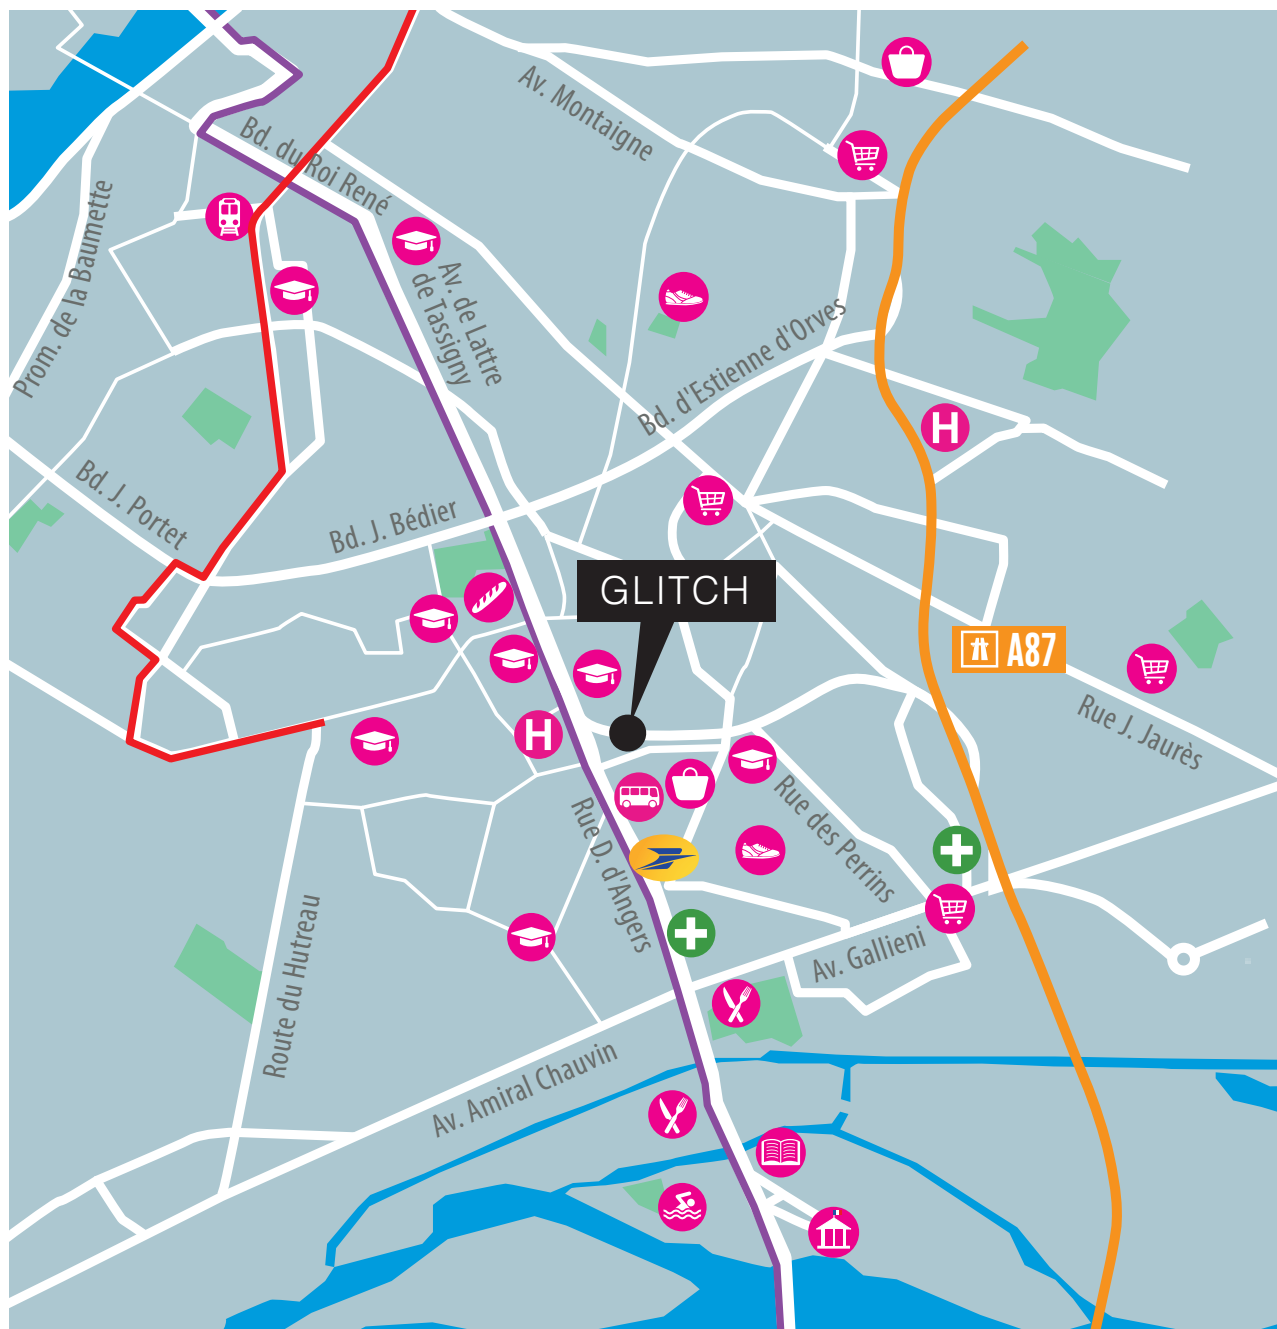 Av. Montaigne
Bd. du Roi René
Prom. de la Baumette
Av. de Lattre
de Tassigny
Bd. d'Estienne d'Orves
H
Bd. J. Portet
Bd. J. Bédier
GLITCH
A87
Rue J. Jaurès
H
Rue des Perrins
Rue D. d'Angers
Route du Hutreau
Av. Gallieni
Av. Amiral Chauvin